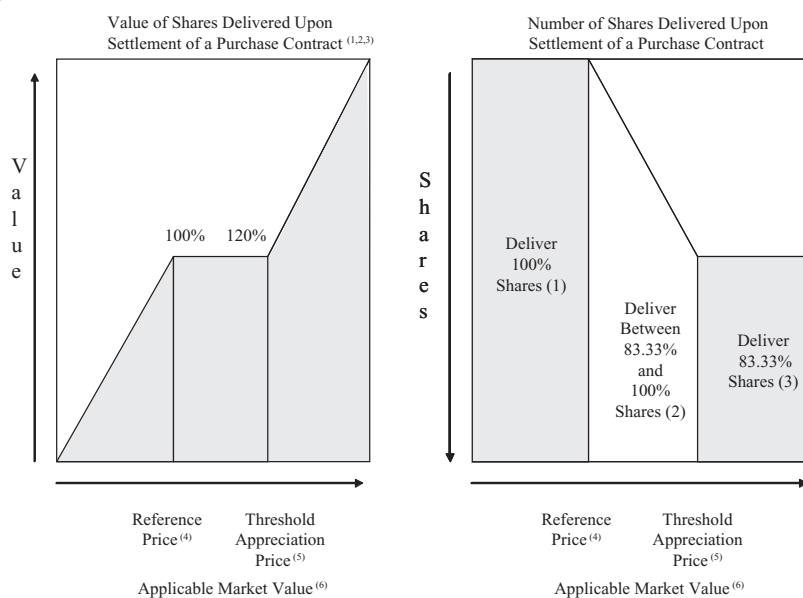 Value of Shares Delivered Upon
Settlement of a Purchase Contract (1,2,3)
Value
100%
120%
Reference
Price (4)
Threshold
Appreciation
Price (5)
Applicable Market Value (6)
Number of Shares Delivered Upon
Settlement of a Purchase Contract
Shares
Deliver
100%
Shares (1)
Deliver
Between
83.33%
and
100%
Shares (2)
Deliver
83.33%
Shares (3)
Reference
Price (4)
Threshold
Appreciation
Price (5)
Applicable Market Value (6)